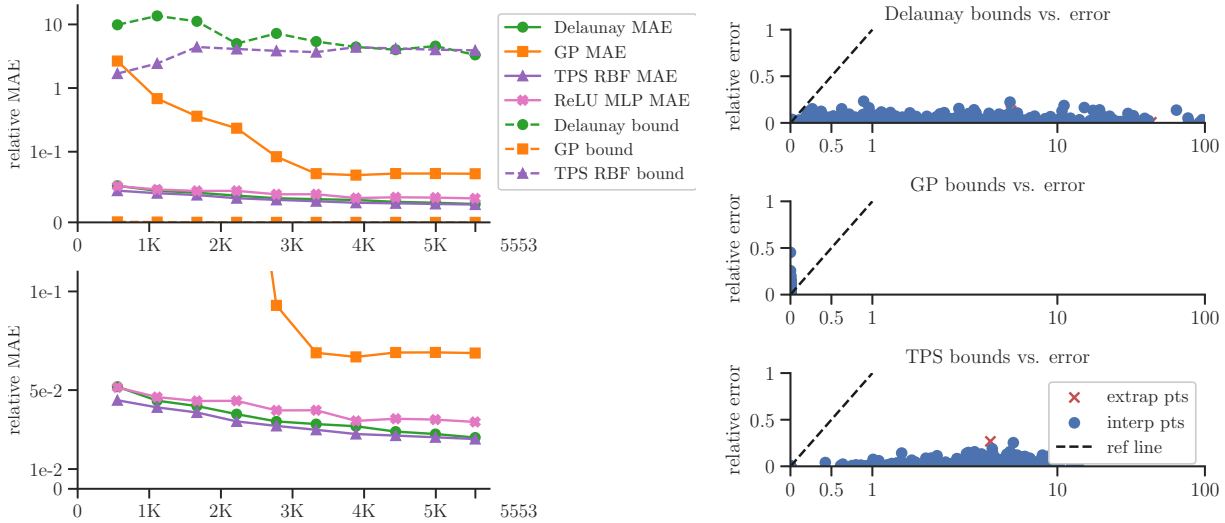 relative MAE
10
1
1e-1
0
0
1K
2K
3K
4K
5K
5553
Delaunay MAE
GP MAE
TPS RBF MAE
ReLU MLP MAE
Delaunay bound
GP bound
TPS RBF bound
relative MAE
1e-1
5e-2
1e-2
0
0
1K
2K
3K
4K
5K
5553
Delaunay bounds vs. error
relative error
1
0.5
0
0
0.5
1
10
100
GP bounds vs. error
relative error
1
0.5
0
0
0.5
1
10
100
TPS bounds vs. error
relative error
1
0.5
0
0
0.5
1
10
100
extrap pts
interp pts
ref line